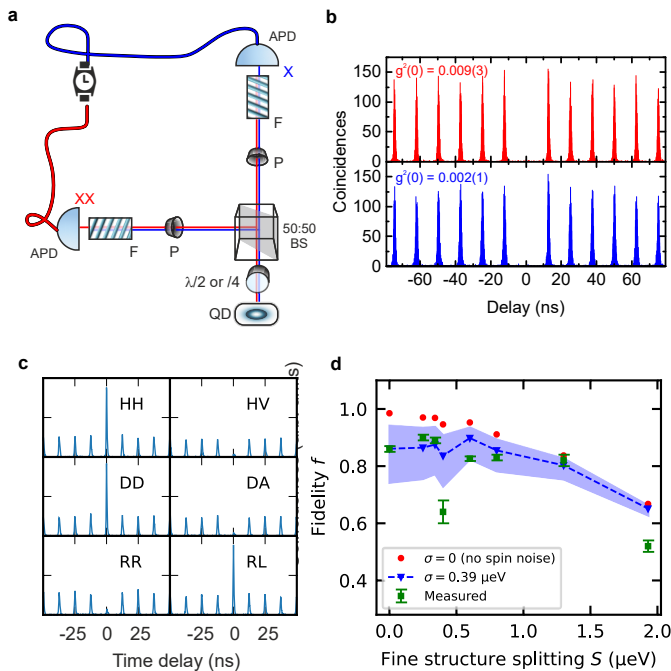 a
APD
X
F
P
XX
APD
F
P
50:50
BS
λ/2 or /4
QD
b
g²(0) = 0.009(3)
150
100
50
0
g²(0) = 0.002(1)
150
100
50
0
Coincidences
-60 -40 -20 0 20 40 60
Delay (ns)
c
HH
HV
DD
DA
RR
RL
-25 0 25
-25 0 25
Time delay (ns)
d
1.0
0.8
0.6
0.4
Fidelity f
σ = 0 (no spin noise)
σ = 0.39 μeV
Measured
0.0 0.5 1.0 1.5 2.0
Fine structure splitting S (μeV)